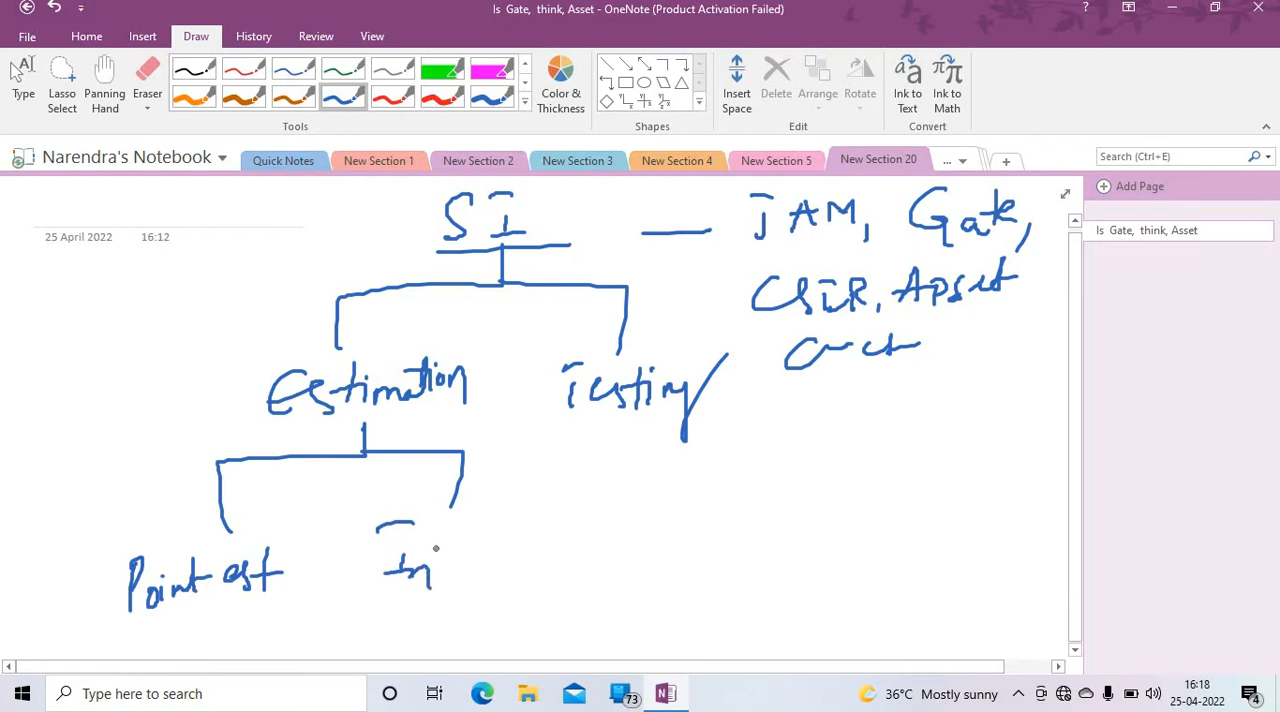 Is Gate, think, Asset - OneNote (Product Activation Failed)
File Home Insert Draw History Review View
Type
Lasso Select
Panning Hand
Eraser
Color & Thickness
Insert Space
Delete
Arrange
Rotate
Ink to Text
Ink to Math
Tools Shapes Edit Convert
Narendra's Notebook Quick Notes New Section 1 New Section 2 New Section 3 New Section 4 New Section 5 New Section 20 ... Search (Ctrl+E)
Add Page
Is Gate, think, Asset
25 April 2022 16:12
SI — JAM, Gate,
CSIR, APset
Estimation Testing
Point est In
Type here to search
73
36°C Mostly sunny
16:18
25-04-2022
4